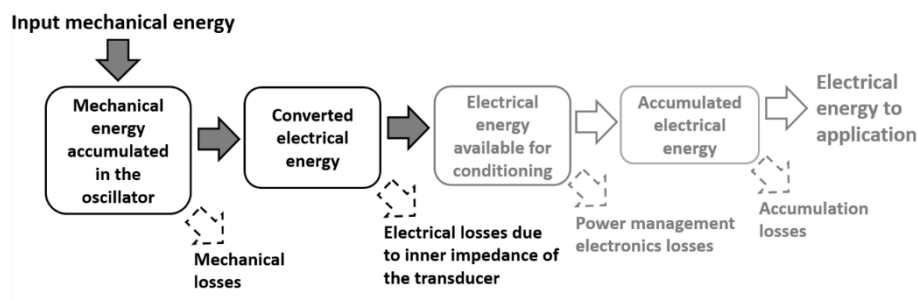 Input mechanical energy
Mechanical
energy
accumulated
in the
oscillator
Converted
electrical
energy
Electrical
energy
available for
conditioning
Accumulated
electrical
energy
Electrical
energy to
application
Mechanical
losses
Electrical losses due
to inner impedance of
the transducer
Power management
electronics losses
Accumulation
losses